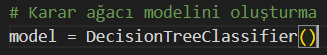 # Karar ağacı modelini oluşturma
model = DecisionTreeClassifier()